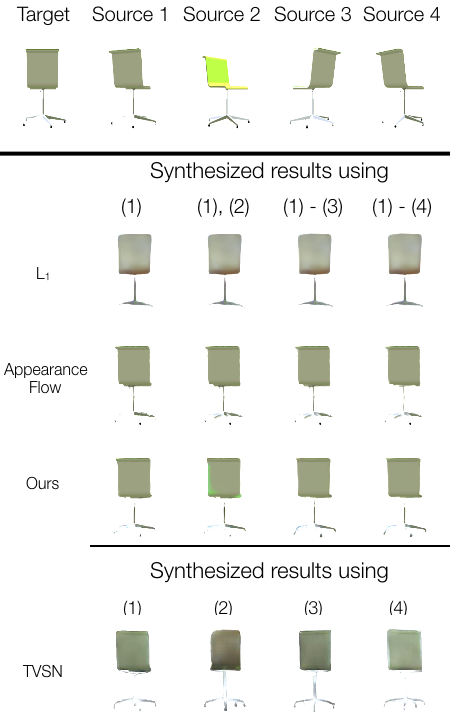 Target Source 1 Source 2 Source 3 Source 4
Synthesized results using
(1) (1), (2) (1) - (3) (1) - (4)
L₁
Appearance
Flow
Ours
Synthesized results using
(1) (2) (3) (4)
TVSN